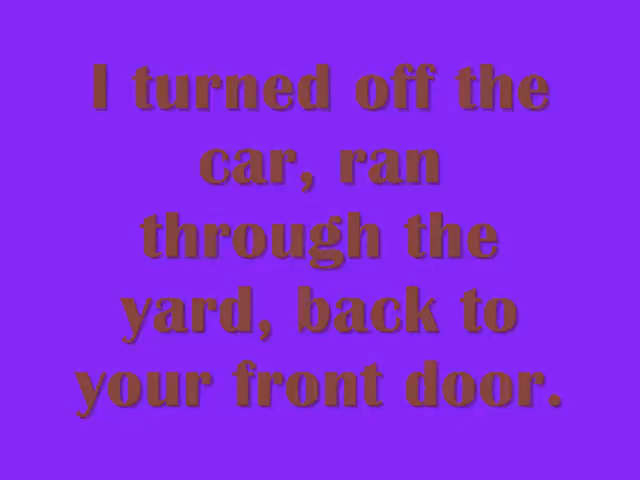 I turned off the
car, ran
through the
yard, back to
your front door.